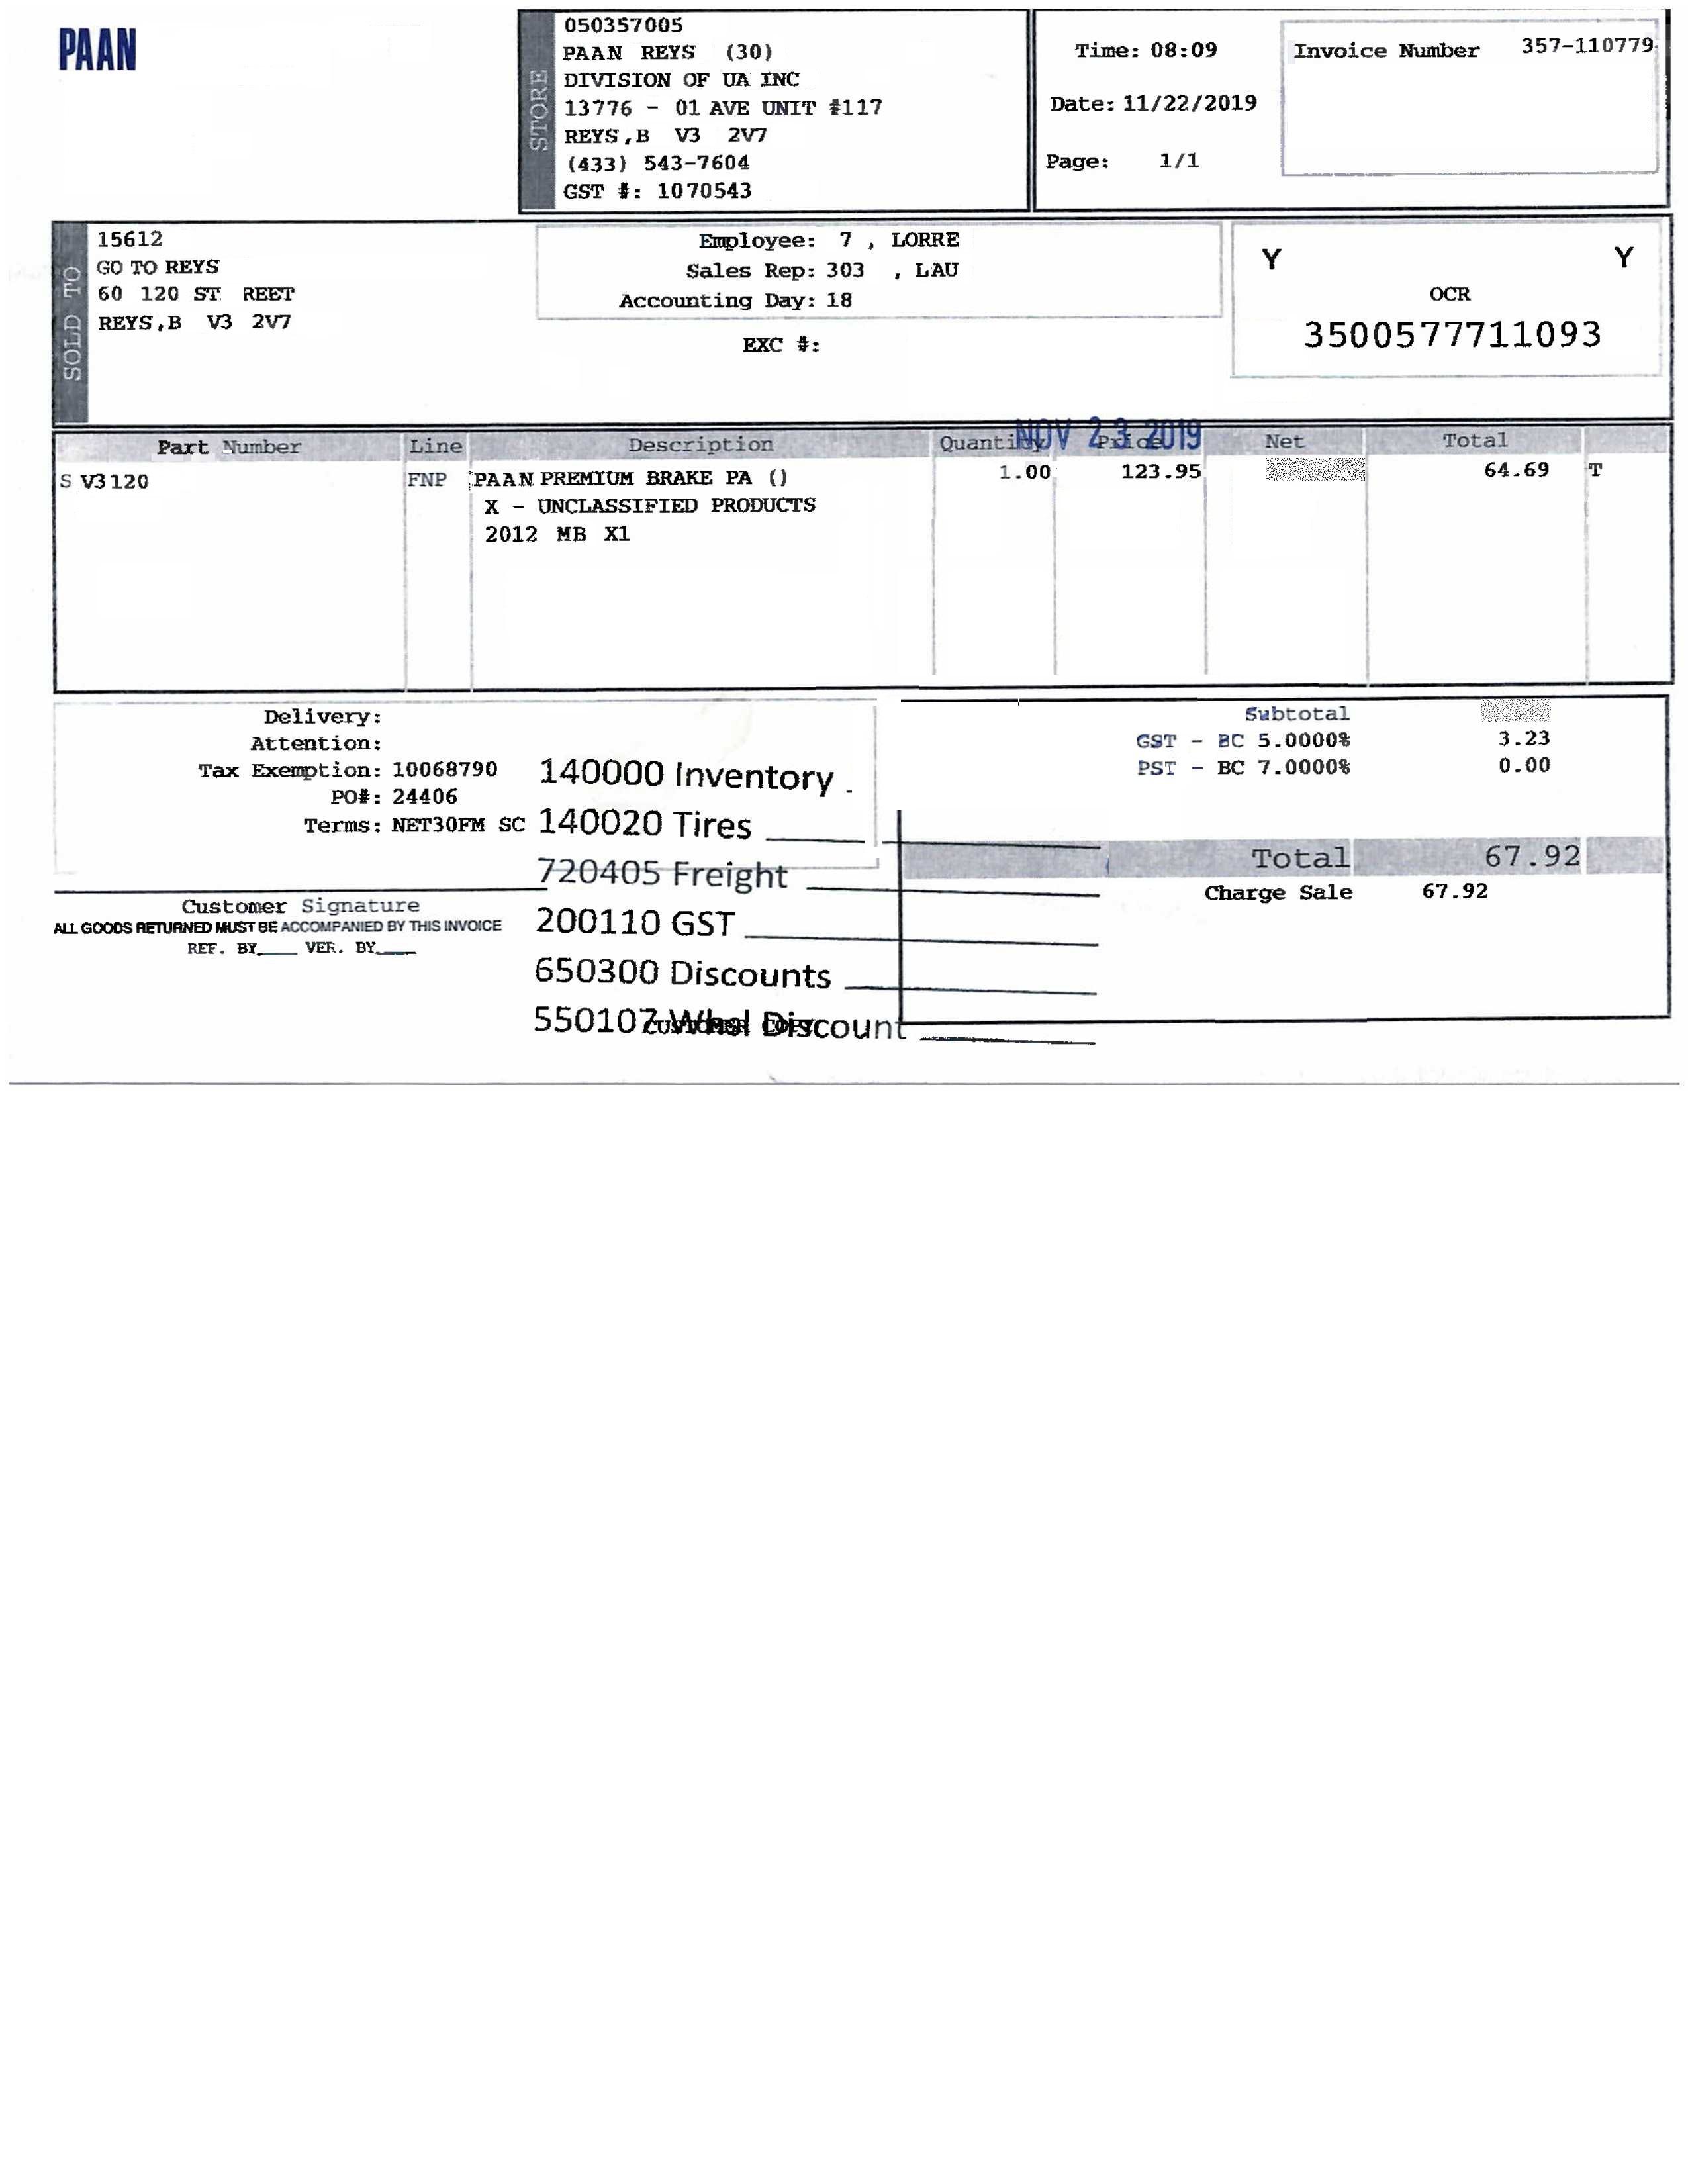 PAAN
STORE
050357005
PAAN REYS (30)
DIVISION OF UA INC
13776 - 01 AVE UNIT #117
REYS,B V3 2V7
(433) 543-7604
GST #: 1070543
Time: 08:09
Date: 11/22/2019
Page: 1/1
Invoice Number 357-110779
SOLD TO
15612
GO TO REYS
60 120 ST REET
REYS,B V3 2V7
Employee: 7 , LORRE
Sales Rep: 303 , LAU
Accounting Day: 18
EXC #:
Y Y
OCR
3500577711093
NOV 23 2019
Part Number Line Description Quantity Price Net Total
S V3120 FNP PAAN PREMIUM BRAKE PA () 1.00 123.95 64.69 T
X - UNCLASSIFIED PRODUCTS
2012 MB X1
Delivery:
Attention:
Tax Exemption: 10068790
PO#: 24406
Terms: NET30FM SC
Customer Signature
ALL GOODS RETURNED MUST BE ACCOMPANIED BY THIS INVOICE
REF. BY____ VER. BY____
140000 Inventory
140020 Tires
720405 Freight
200110 GST
650300 Discounts
550107 Whsl Discount
CUSTOMER COPY
Subtotal
GST - BC 5.0000% 3.23
PST - BC 7.0000% 0.00
Total 67.92
Charge Sale 67.92